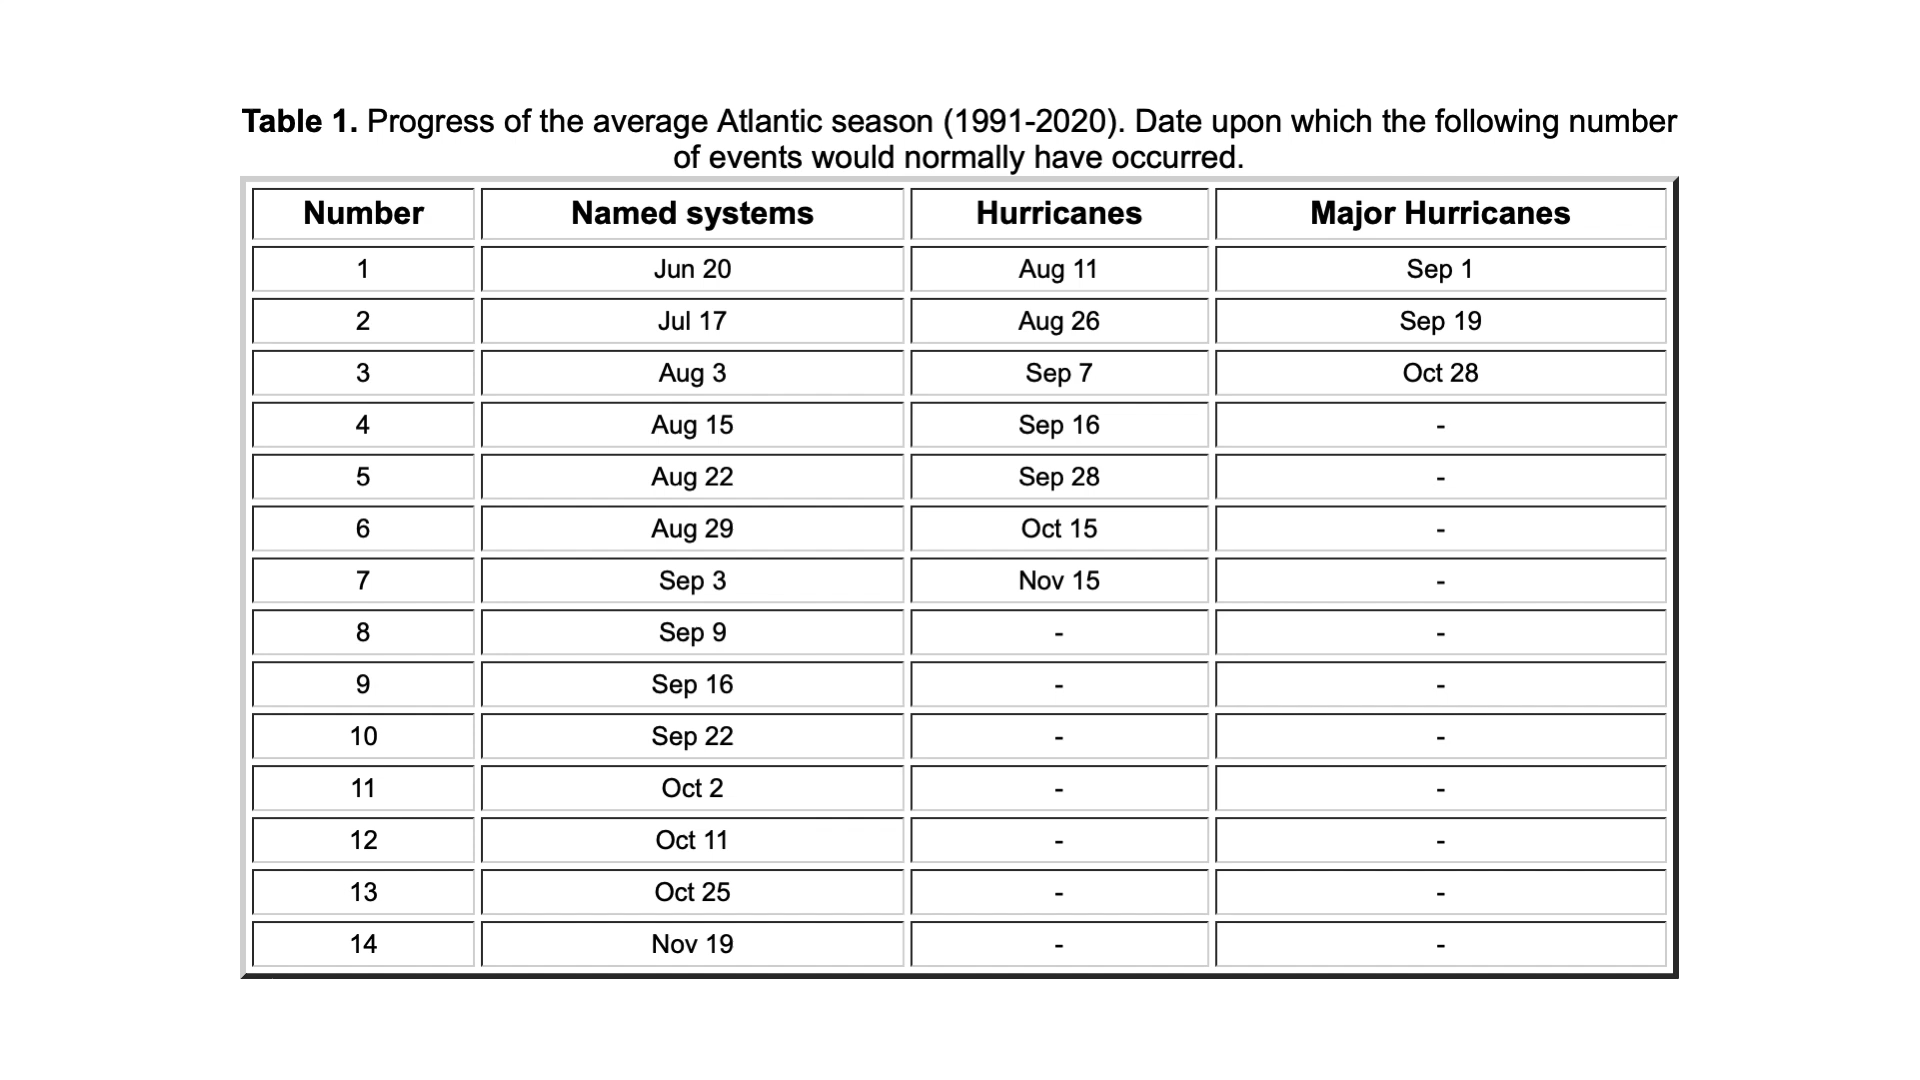 Table 1. Progress of the average Atlantic season (1991-2020). Date upon which the following number
of events would normally have occurred.
Number Named systems Hurricanes Major Hurricanes
1 Jun 20 Aug 11 Sep 1
2 Jul 17 Aug 26 Sep 19
3 Aug 3 Sep 7 Oct 28
4 Aug 15 Sep 16 -
5 Aug 22 Sep 28 -
6 Aug 29 Oct 15 -
7 Sep 3 Nov 15 -
8 Sep 9 - -
9 Sep 16 - -
10 Sep 22 - -
11 Oct 2 - -
12 Oct 11 - -
13 Oct 25 - -
14 Nov 19 - -